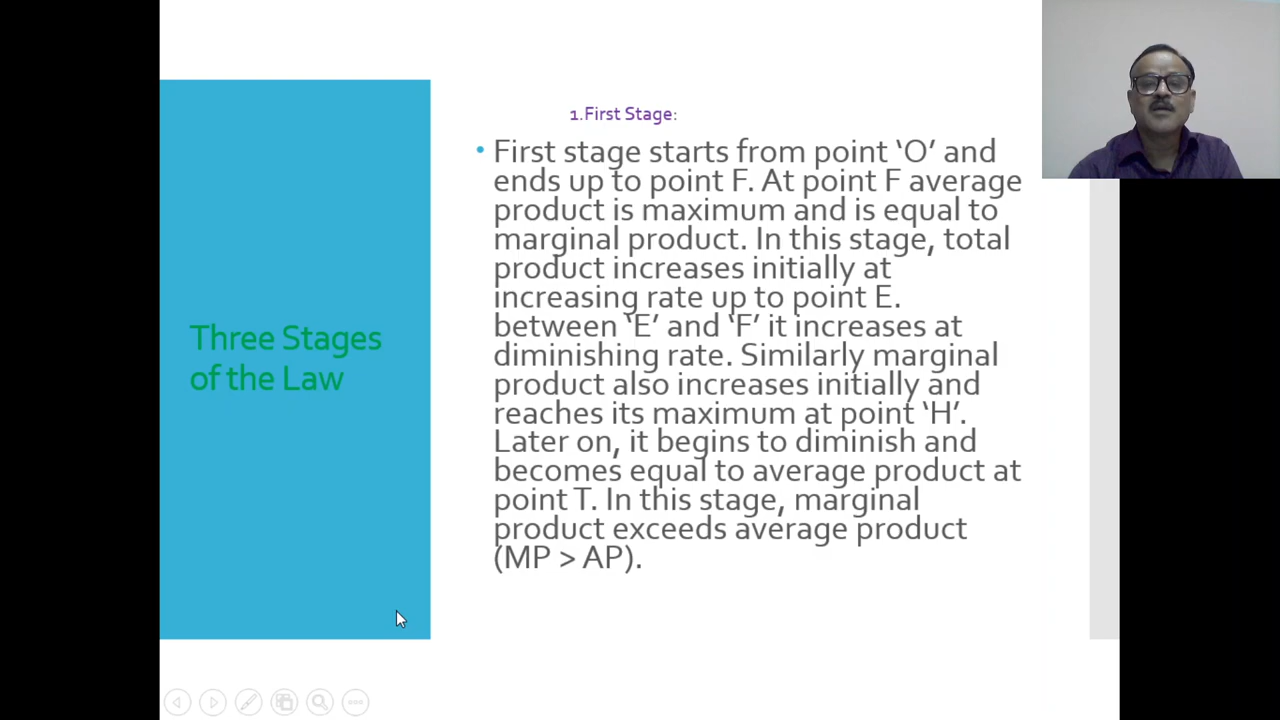 Three Stages
of the Law
1.First Stage:
• First stage starts from point ‘O’ and
ends up to point F. At point F average
product is maximum and is equal to
marginal product. In this stage, total
product increases initially at
increasing rate up to point E.
between ‘E’ and ‘F’ it increases at
diminishing rate. Similarly marginal
product also increases initially and
reaches its maximum at point ‘H’.
Later on, it begins to diminish and
becomes equal to average product at
point T. In this stage, marginal
product exceeds average product
(MP > AP).